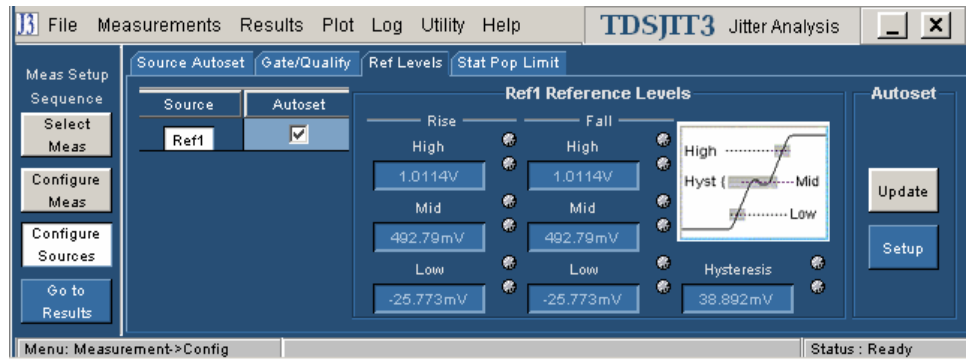 J3 File Measurements Results Plot Log Utility Help TDSJIT3 Jitter Analysis
Source Autoset Gate/Qualify Ref Levels Stat Pop Limit
Meas Setup
Sequence
Select
Meas
Configure
Meas
Configure
Sources
Go to
Results
Source Autoset
Ref1
Ref1 Reference Levels
Rise Fall
High High
1.0114V 1.0114V
Mid Mid
492.79mV 492.79mV
Low Low
-25.773mV -25.773mV
High
Hyst { Mid
Low
Hysteresis
38.892mV
Autoset
Update
Setup
Menu: Measurement->Config Status : Ready